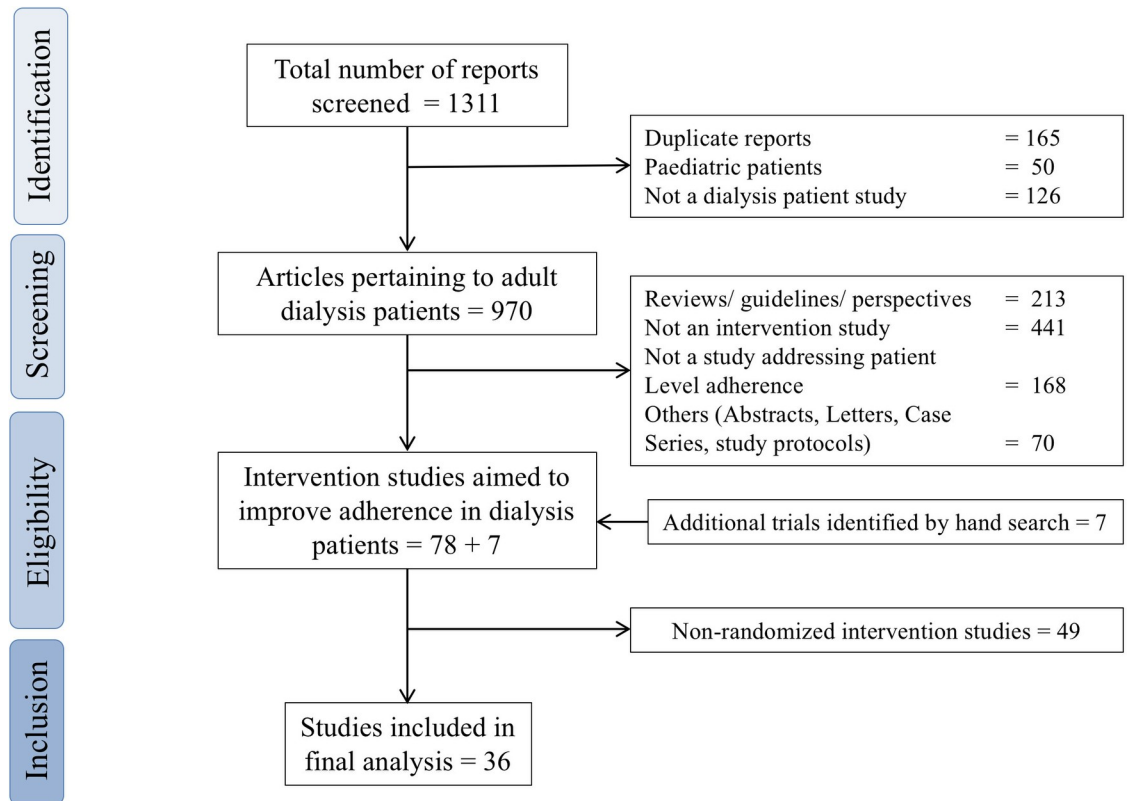 Identification
Total number of reports
screened = 1311
Duplicate reports = 165
Paediatric patients = 50
Not a dialysis patient study = 126
Screening
Articles pertaining to adult
dialysis patients = 970
Reviews/ guidelines/ perspectives = 213
Not an intervention study = 441
Not a study addressing patient
Level adherence = 168
Others (Abstracts, Letters, Case
Series, study protocols) = 70
Eligibility
Intervention studies aimed to
improve adherence in dialysis
patients = 78 + 7
Additional trials identified by hand search = 7
Non-randomized intervention studies = 49
Inclusion
Studies included in
final analysis = 36